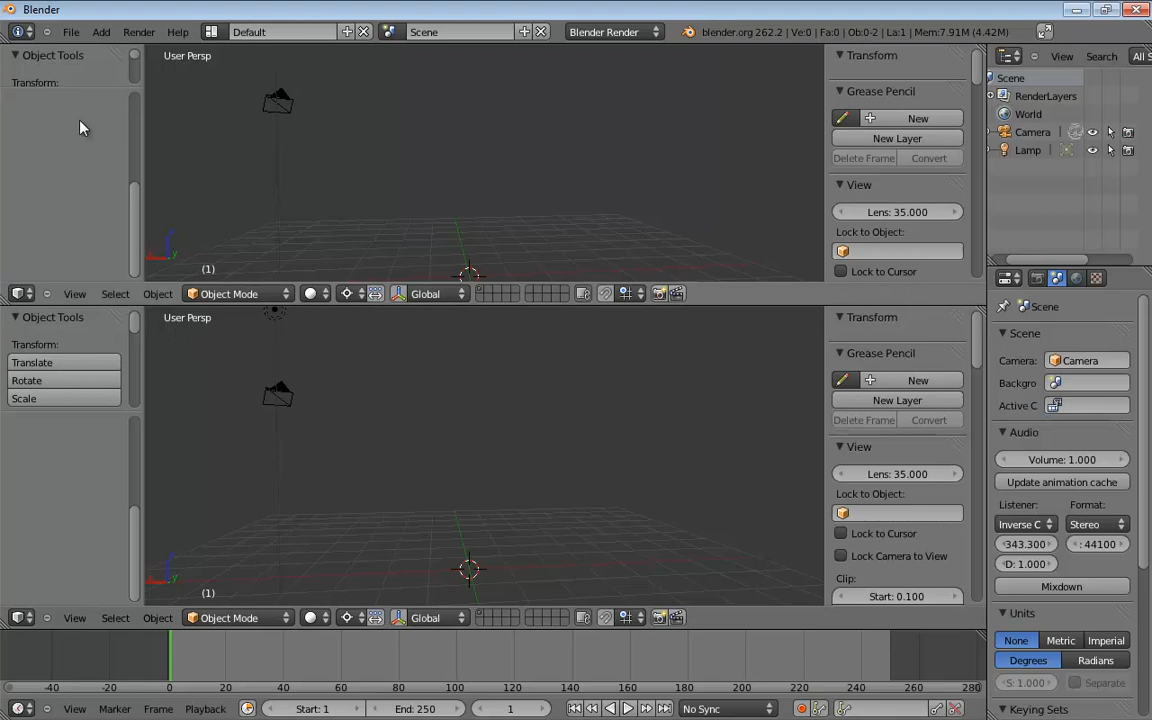 Blender
File Add Render Help Default Scene Blender Render blender.org 262.2 | Ve:0 | Fa:0 | Ob:0-2 | La:1 | Mem:7.91M (4.42M)
Object Tools
Transform:
User Persp
(1)
Transform
Grease Pencil
New
New Layer
Delete Frame Convert
View
Lens: 35.000
Lock to Object:
Lock to Cursor
View Search All S
Scene
RenderLayers
World
Camera
Lamp
View Select Object Object Mode Global
Object Tools
Transform:
Translate
Rotate
Scale
User Persp
(1)
Transform
Grease Pencil
New
New Layer
Delete Frame Convert
View
Lens: 35.000
Lock to Object:
Lock to Cursor
Lock Camera to View
Clip:
Start: 0.100
View Select Object Object Mode Global
Scene
Scene
Camera: Camera
Backgro
Active C
Audio
Volume: 1.000
Update animation cache
Listener: Format:
Inverse C Stereo
343.300 : 44100
D: 1.000
Mixdown
Units
None Metric Imperial
Degrees Radians
S: 1.000 Separate
Keying Sets
-40 -20 0 20 40 60 80 100 120 140 160 180 200 220 240 260 280
View Marker Frame Playback Start: 1 End: 250 1 No Sync